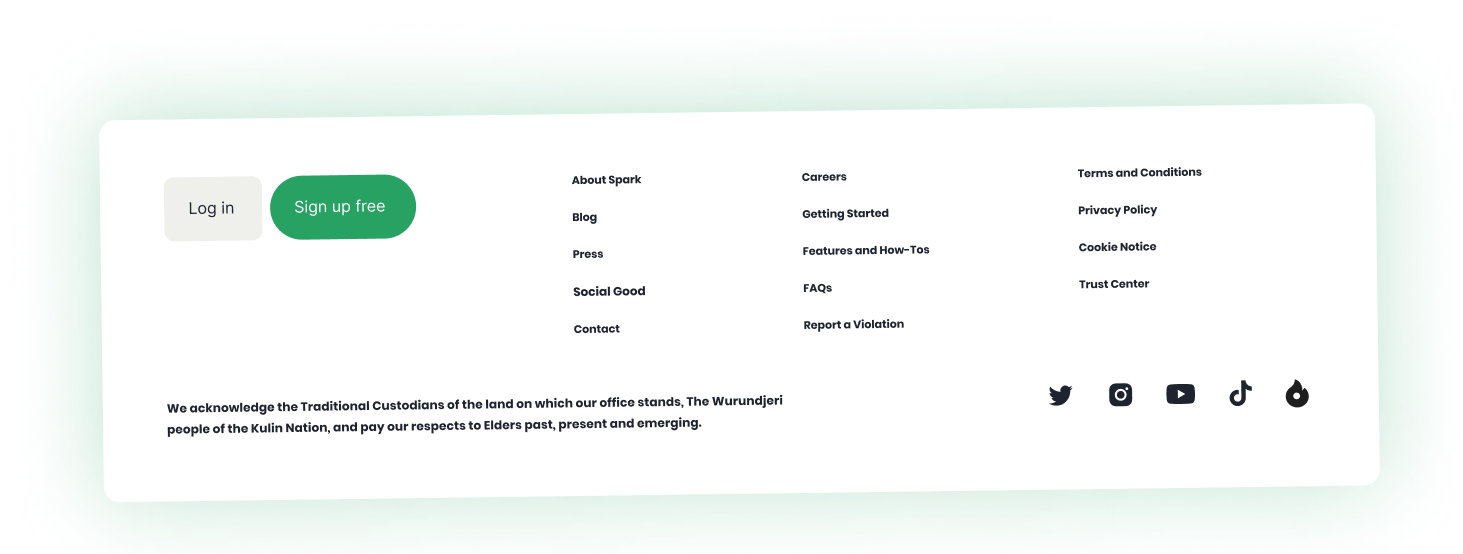 Log in
Sign up free
About Spark
Blog
Press
Social Good
Contact
Careers
Getting Started
Features and How-Tos
FAQs
Report a Violation
Terms and Conditions
Privacy Policy
Cookie Notice
Trust Center
We acknowledge the Traditional Custodians of the land on which our office stands, The Wurundjeri
people of the Kulin Nation, and pay our respects to Elders past, present and emerging.